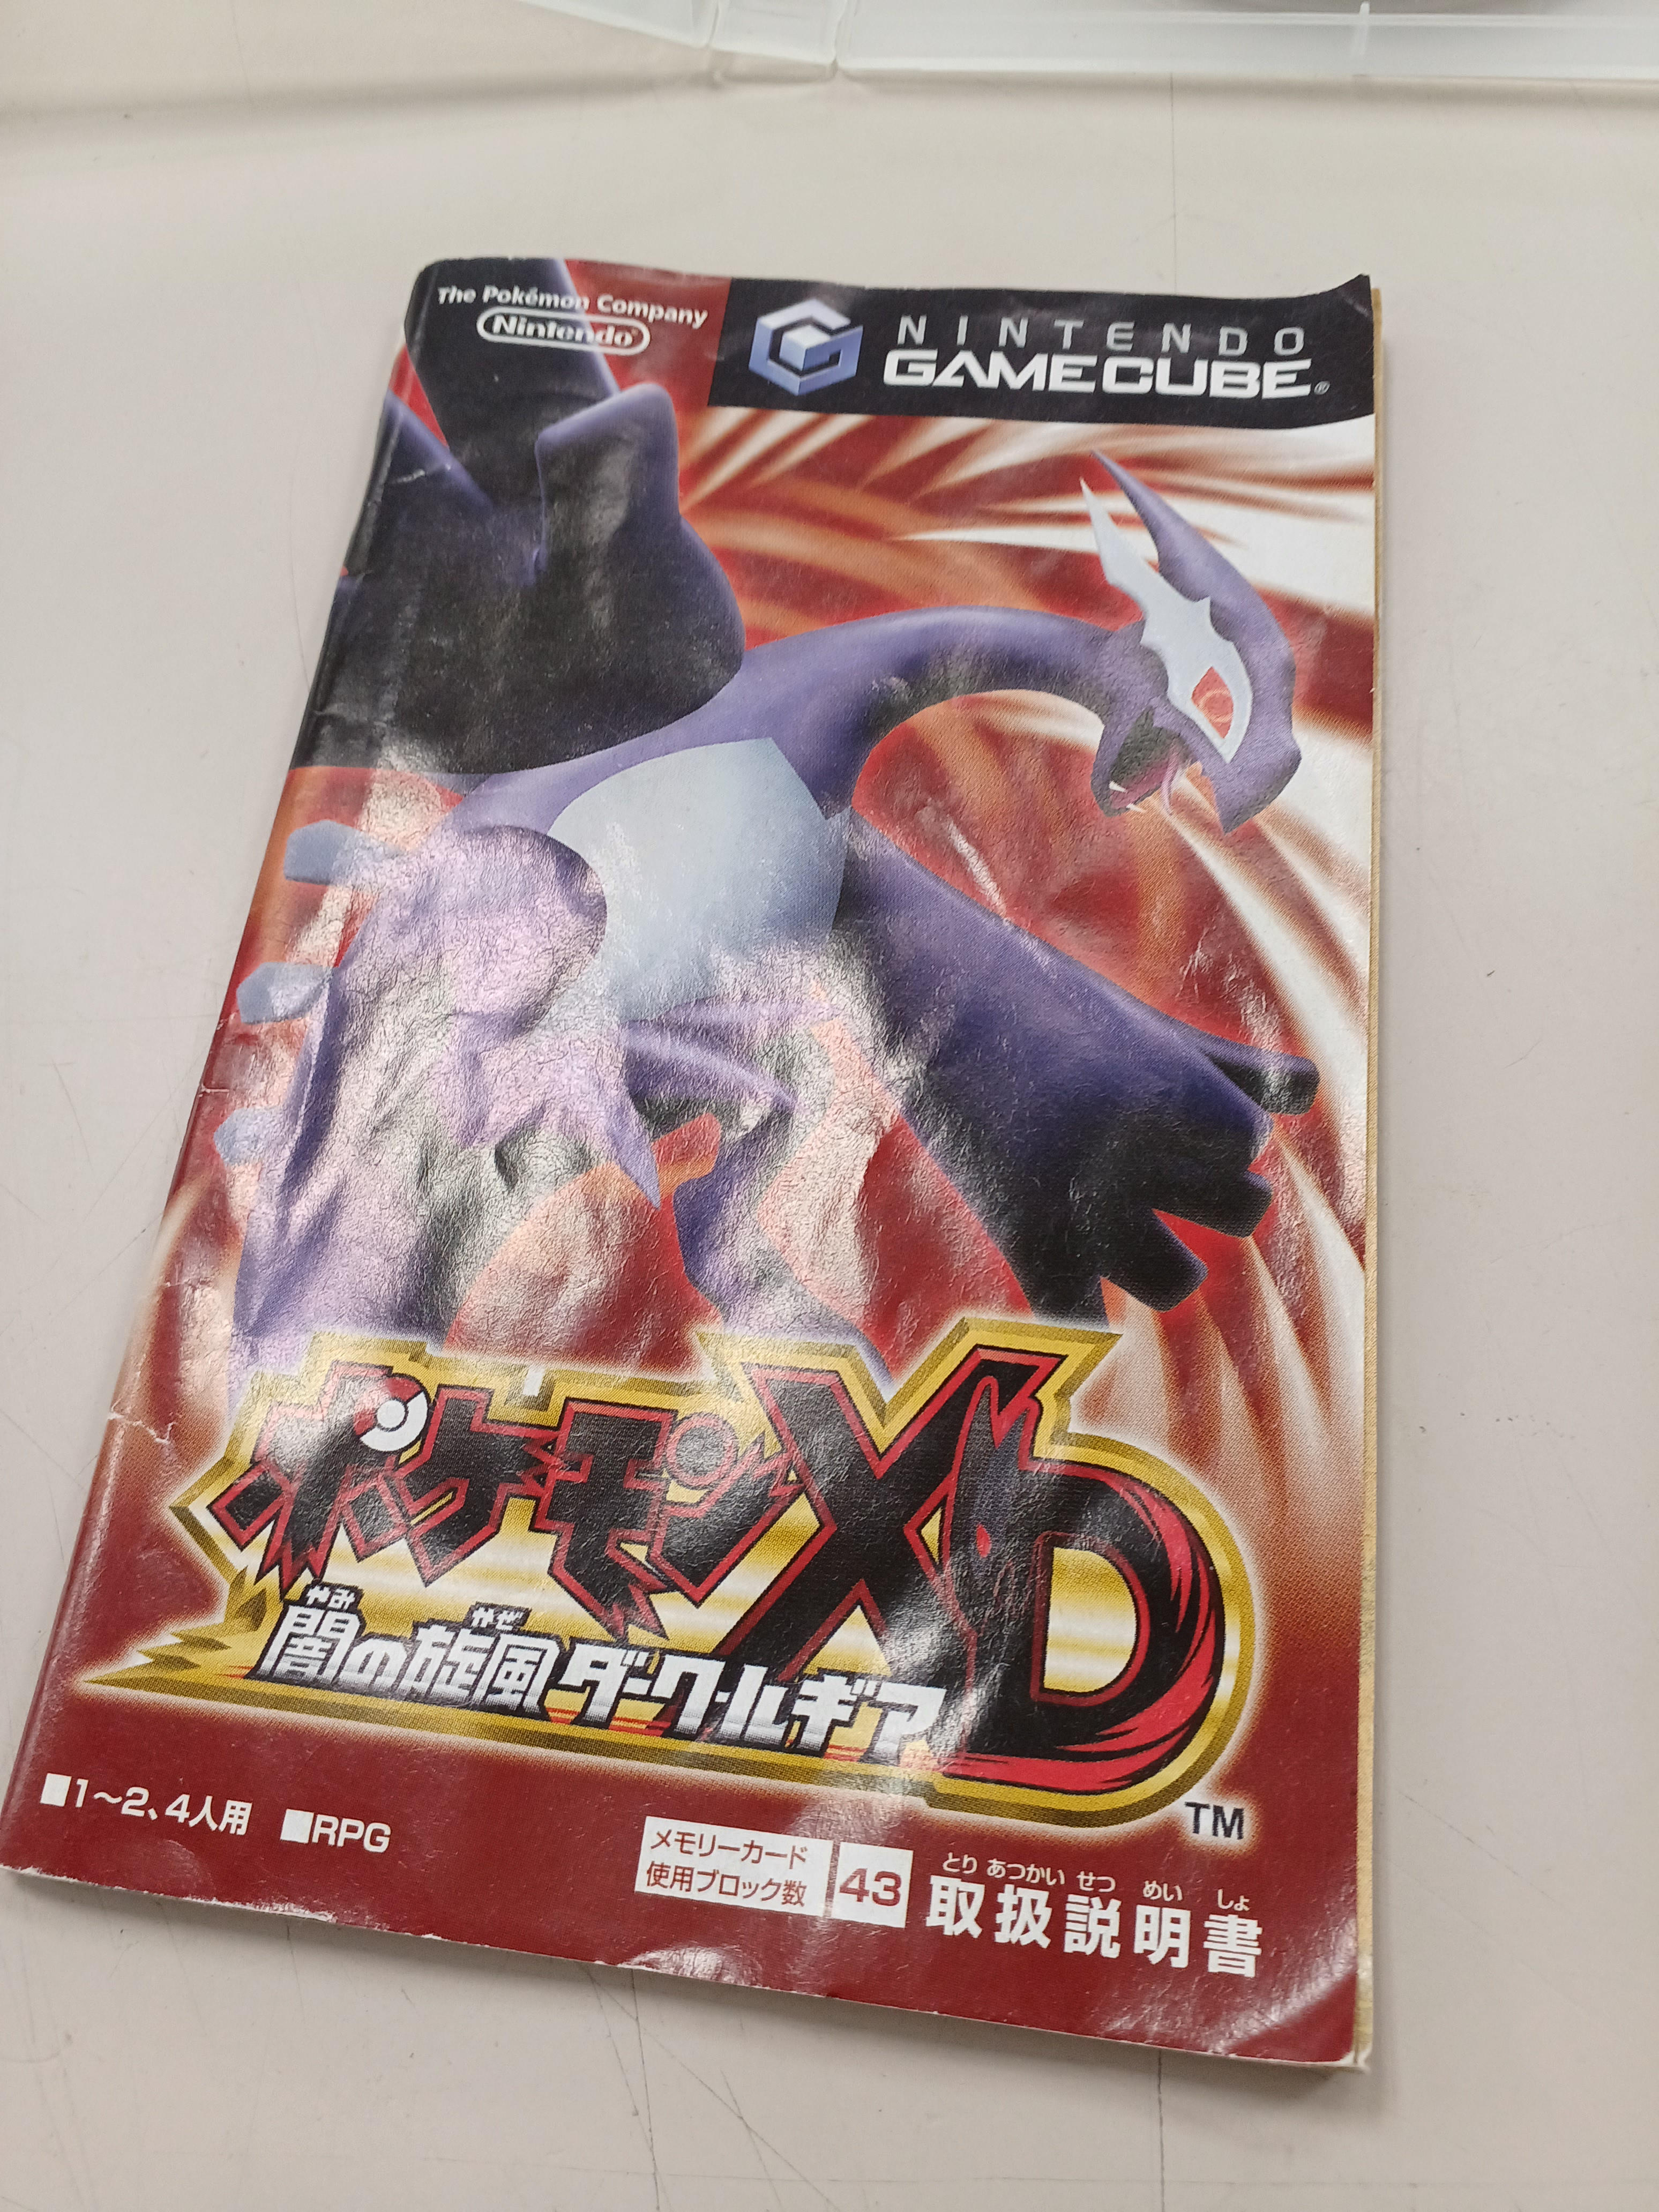 The Pokémon Company
Nintendo
NINTENDO
GAMECUBE®
ポケモンXD
やみ かぜ
闇の旋風ダーク・ルギア
TM
■1～2、4人用 ■RPG
メモリーカード
使用ブロック数
43
とり あつかい せつ めい しょ
取扱説明書